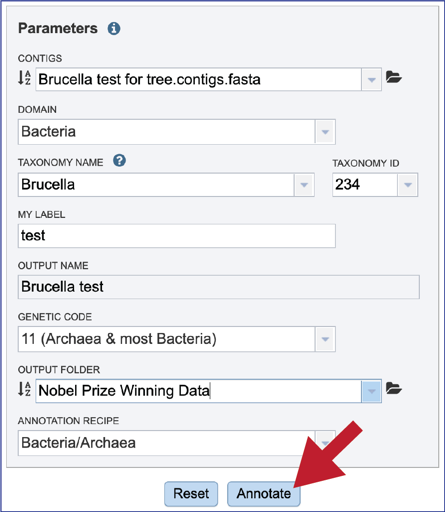 Parameters
CONTIGS
Brucella test for tree.contigs.fasta
DOMAIN
Bacteria
TAXONOMY NAME TAXONOMY ID
Brucella 234
MY LABEL
test
OUTPUT NAME
Brucella test
GENETIC CODE
11 (Archaea & most Bacteria)
OUTPUT FOLDER
Nobel Prize Winning Data
ANNOTATION RECIPE
Bacteria/Archaea
Reset Annotate